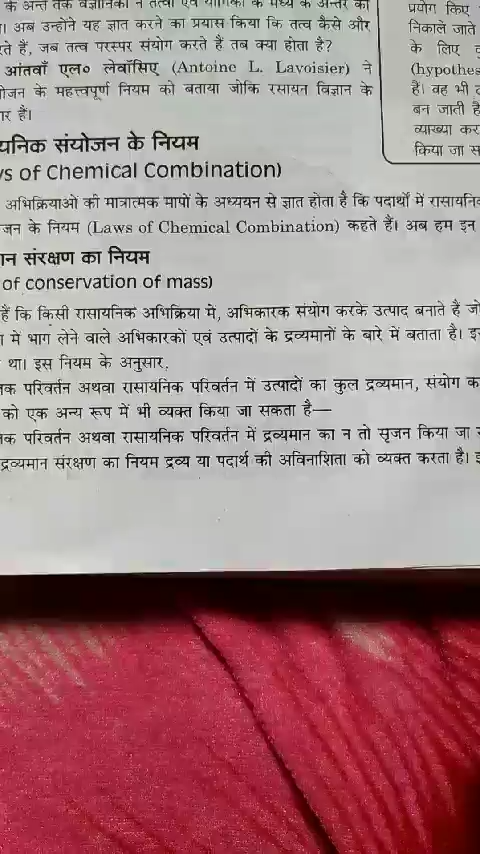 के अन्त तक वैज्ञानिकों ने तत्वों एवं यौगिकों के मध्य के अन्तर को
। अब उन्होंने यह ज्ञात करने का प्रयास किया कि तत्व कैसे और
रते हैं, जब तत्व परस्पर संयोग करते हैं तब क्या होता है?
आंतवाँ एल० लेवॉसिए (Antoine L. Lavoisier) ने
ोजन के महत्त्वपूर्ण नियम को बताया जोकि रसायन विज्ञान के
ार हैं।
प्रयोग किए
निकाले जाते
के लिए
(hypothes
हैं। वह भी
बन जाती है
व्याख्या कर
किया जा स
यनिक संयोजन के नियम
s of Chemical Combination)
अभिक्रियाओं की मात्रात्मक मापों के अध्ययन से ज्ञात होता है कि पदार्थों में रासायनि
जन के नियम (Laws of Chemical Combination) कहते हैं। अब हम इन
ान संरक्षण का नियम
of conservation of mass)
हैं कि किसी रासायनिक अभिक्रिया में, अभिकारक संयोग करके उत्पाद बनाते हैं जो
में भाग लेने वाले अभिकारकों एवं उत्पादों के द्रव्यमानों के बारे में बताता है।
था। इस नियम के अनुसार,
क परिवर्तन अथवा रासायनिक परिवर्तन में उत्पादों का कुल द्रव्यमान, संयोग क
को एक अन्य रूप में भी व्यक्त किया जा सकता है—
क परिवर्तन अथवा रासायनिक परिवर्तन में द्रव्यमान का न तो सृजन किया जा
द्रव्यमान संरक्षण का नियम द्रव्य या पदार्थ की अविनाशिता को व्यक्त करता है।